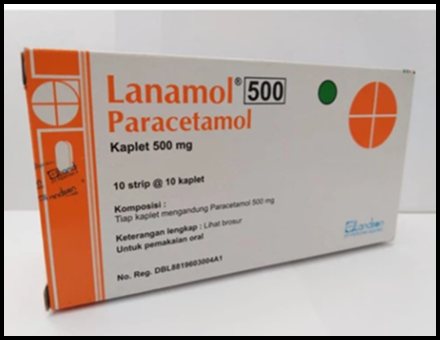 Lanamol® 500
Paracetamol
Kaplet 500 mg
10 strip @ 10 kaplet
Komposisi :
Tiap kaplet mengandung Paracetamol 500 mg
Keterangan lengkap : Lihat brosur
Untuk pemakaian oral
No. Reg. DBL8819603004A1
Landson